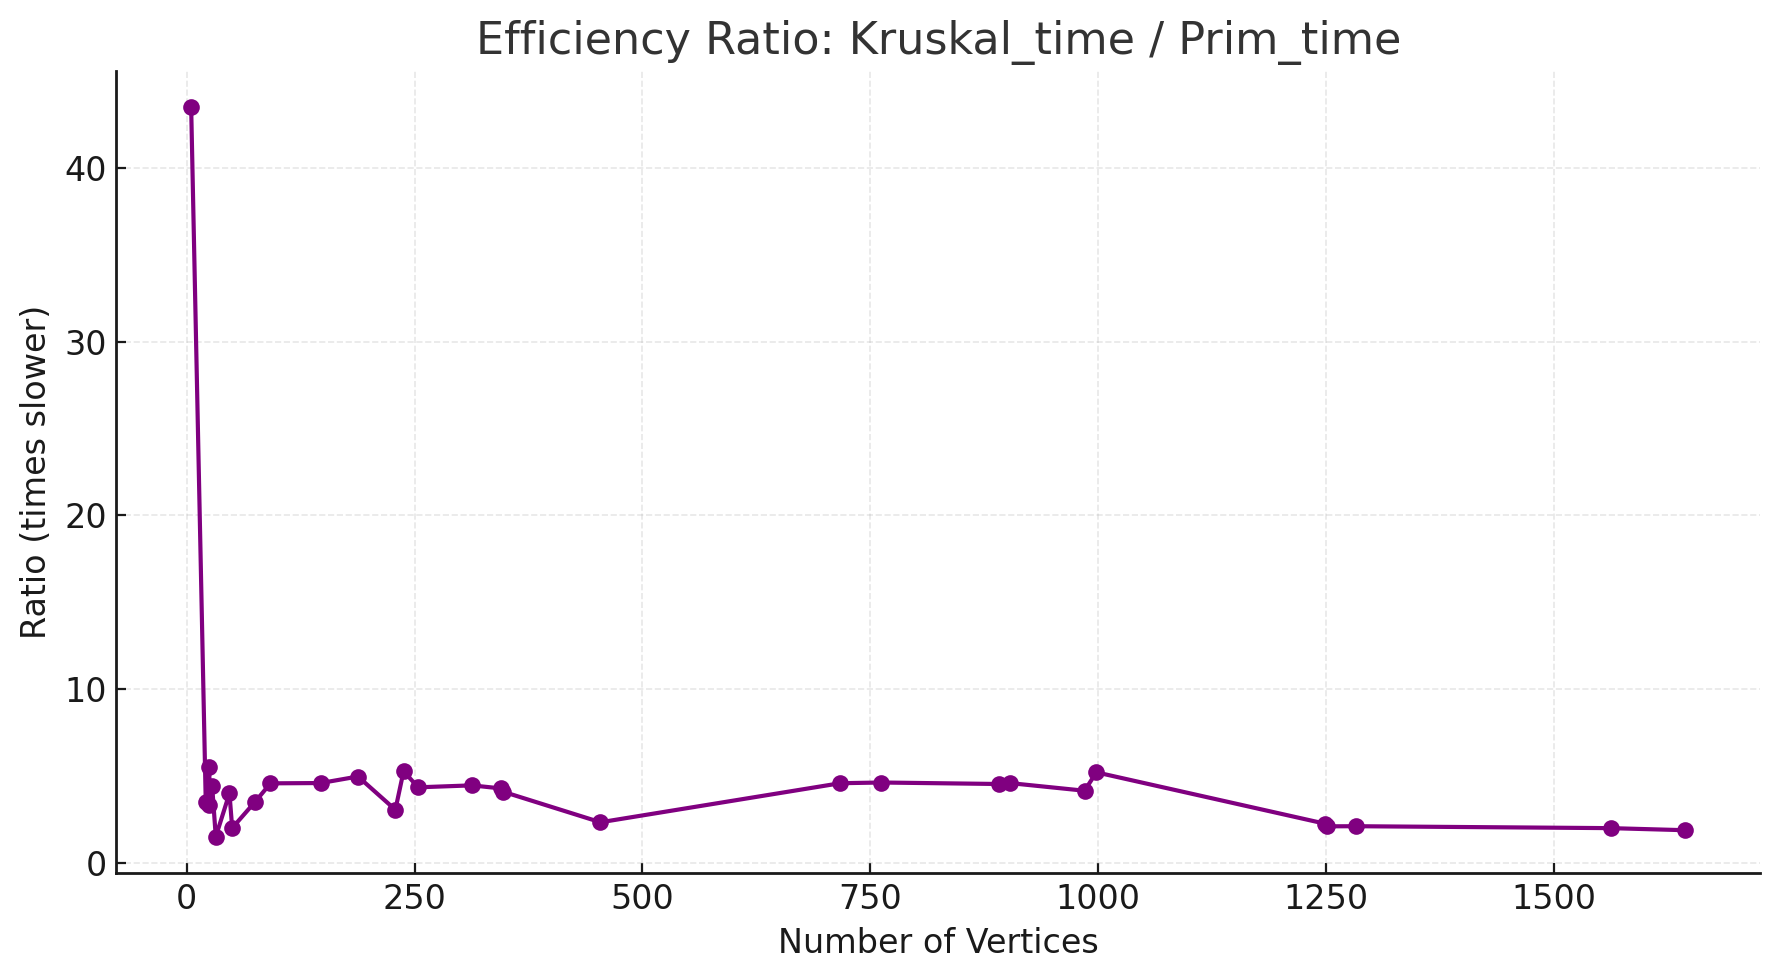 Efficiency Ratio: Kruskal_time / Prim_time
Ratio (times slower)
40
30
20
10
0
0 250 500 750 1000 1250 1500
Number of Vertices